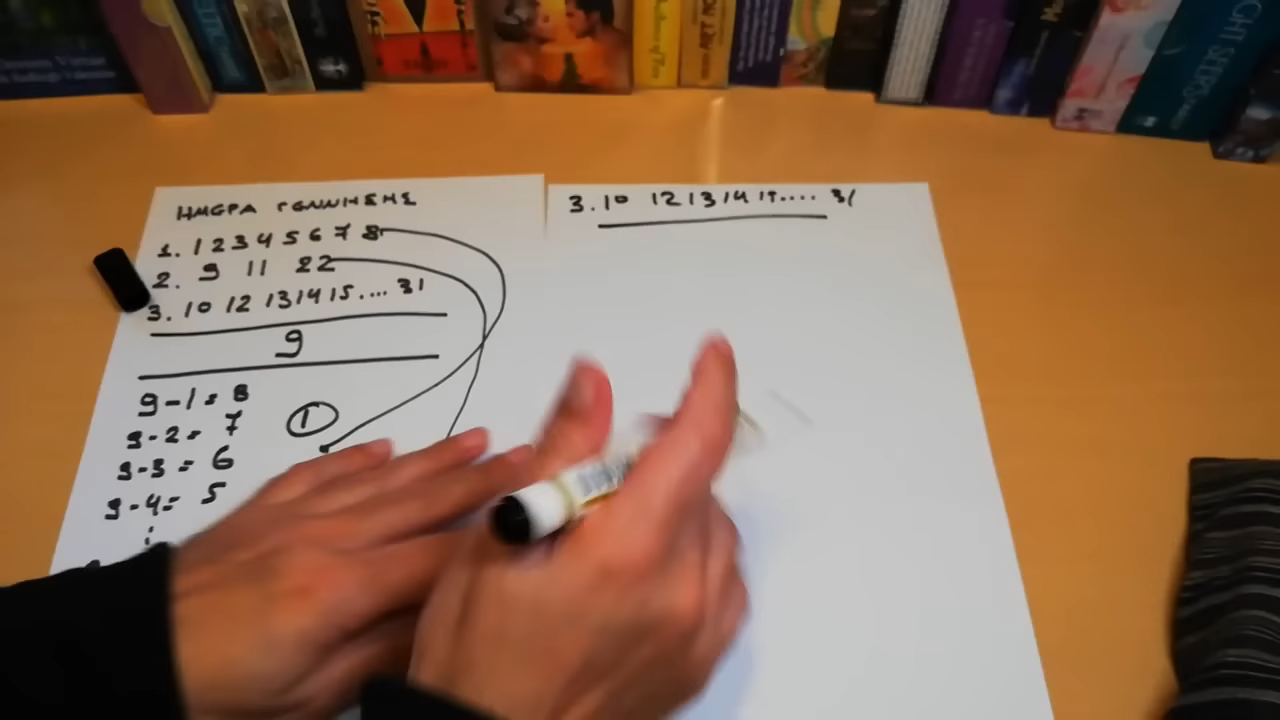 ΗΜΕΡΑ ΓΕΝΝΗΣΗΣ
1. 1 2 3 4 5 6 7 8
2. 9 11 22
3. 10 12 13 14 15.... 31
9
9-1= 8
9-2= 7
9-3= 6
9-4= 5
1
3. 10 12 13 14 15.... 31
ART